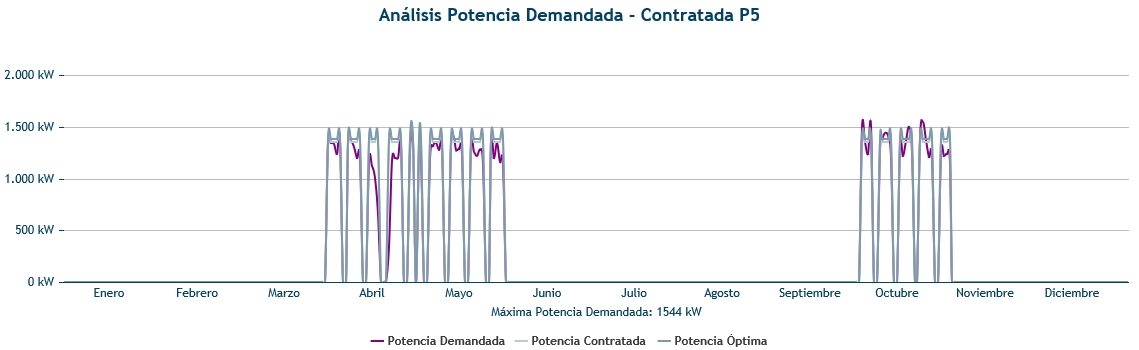 Análisis Potencia Demandada - Contratada P5
2.000 kW
1.500 kW
1.000 kW
500 kW
0 kW
Enero Febrero Marzo Abril Mayo Junio Julio Agosto Septiembre Octubre Noviembre Diciembre
Máxima Potencia Demandada: 1544 kW
Potencia Demandada Potencia Contratada Potencia Óptima